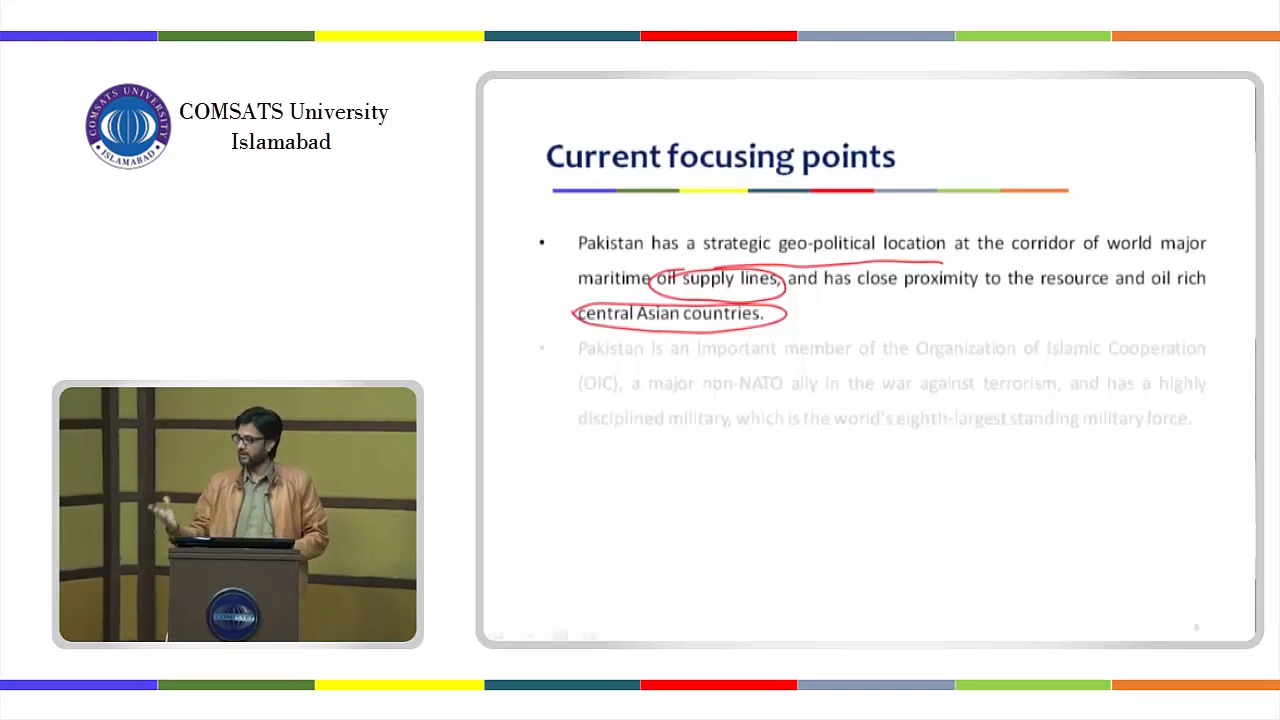 COMSATS UNIVERSITY
ISLAMABAD
COMSATS University
Islamabad
Current focusing points
• Pakistan has a strategic geo-political location at the corridor of world major
maritime oil supply lines, and has close proximity to the resource and oil rich
central Asian countries.
• Pakistan is an important member of the Organization of Islamic Cooperation
(OIC), a major non-NATO ally in the war against terrorism, and has a highly
disciplined military, which is the world's eighth-largest standing military force.